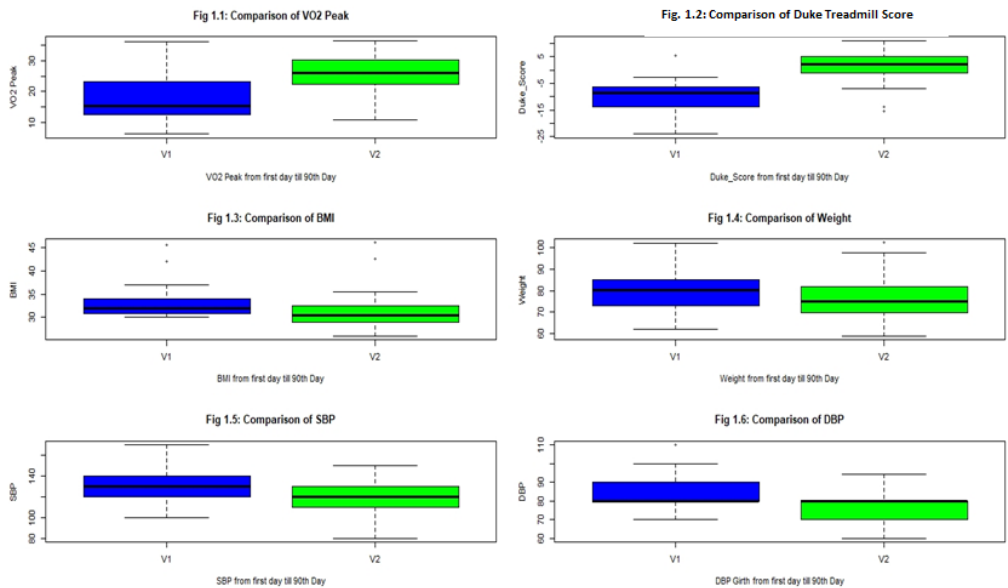 Fig 1.1: Comparison of VO2 Peak
VO2 Peak
30
20
10
V1
V2
VO2 Peak from first day till 90th Day
Fig. 1.2: Comparison of Duke Treadmill Score
Duke_Score
5
-5
-15
-25
V1
V2
Duke_Score from first day till 90th Day
Fig 1.3: Comparison of BMI
BMI
45
40
35
30
V1
V2
BMI from first day till 90th Day
Fig 1.4: Comparison of Weight
Weight
100
90
80
70
60
V1
V2
Weight from first day till 90th Day
Fig 1.5: Comparison of SBP
SBP
140
100
80
V1
V2
SBP from first day till 90th Day
Fig 1.6: Comparison of DBP
DBP
110
90
80
70
60
V1
V2
DBP Girth from first day till 90th Day